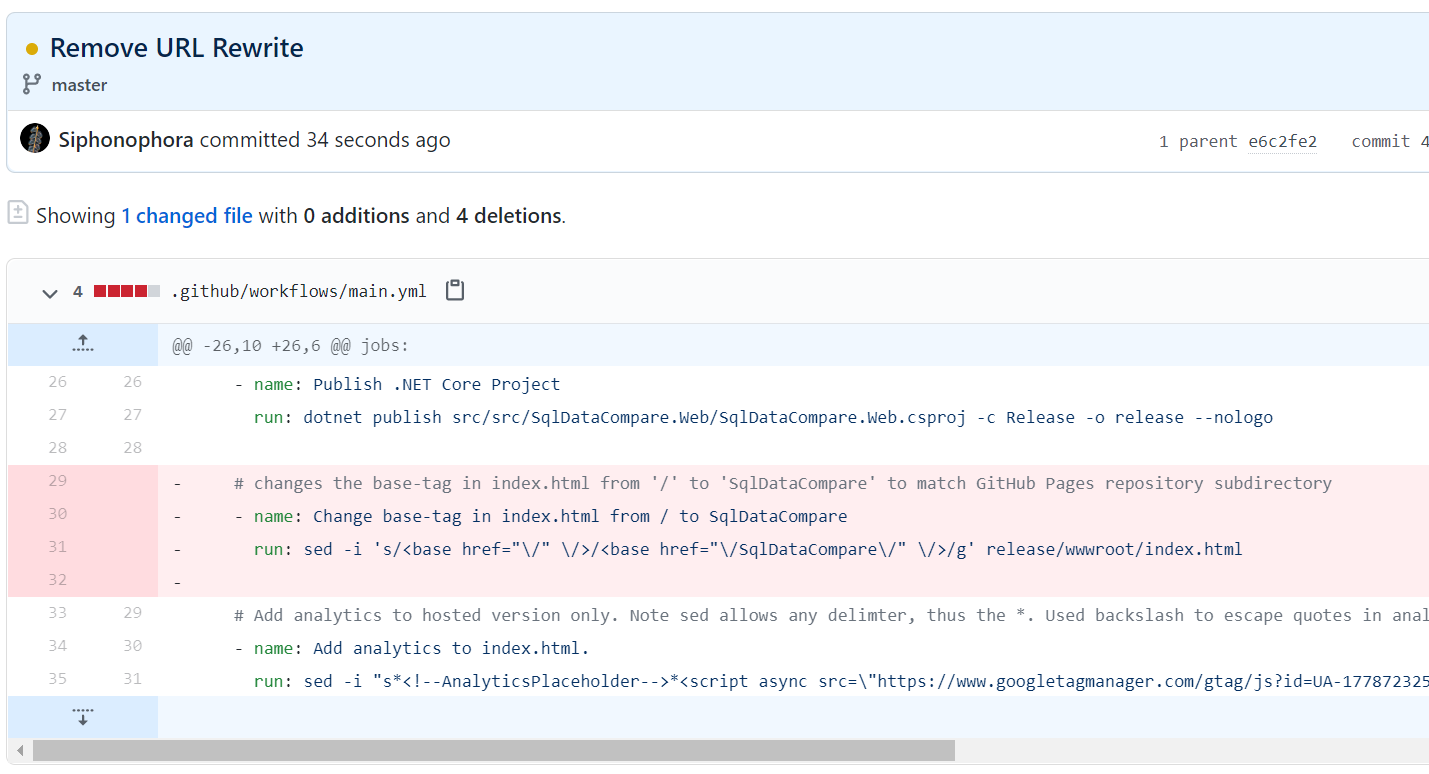 Remove URL Rewrite
master
Siphonophora committed 34 seconds ago
1 parent e6c2fe2 commit 4
Showing 1 changed file with 0 additions and 4 deletions.
4 .github/workflows/main.yml
@@ -26,10 +26,6 @@ jobs:
26 26 - name: Publish .NET Core Project
27 27 run: dotnet publish src/src/SqlDataCompare.Web/SqlDataCompare.Web.csproj -c Release -o release --nologo
28 28
29 - # changes the base-tag in index.html from '/' to 'SqlDataCompare' to match GitHub Pages repository subdirectory
30 - - name: Change base-tag in index.html from / to SqlDataCompare
31 - run: sed -i 's/<base href="\/" \/>/<base href="\/SqlDataCompare\/" \/>/g' release/wwwroot/index.html
32 -
33 29 # Add analytics to hosted version only. Note sed allows any delimter, thus the *. Used backslash to escape quotes in anal
34 30 - name: Add analytics to index.html.
35 31 run: sed -i "s*<!--AnalyticsPlaceholder-->*<script async src=\"https://www.googletagmanager.com/gtag/js?id=UA-177872325